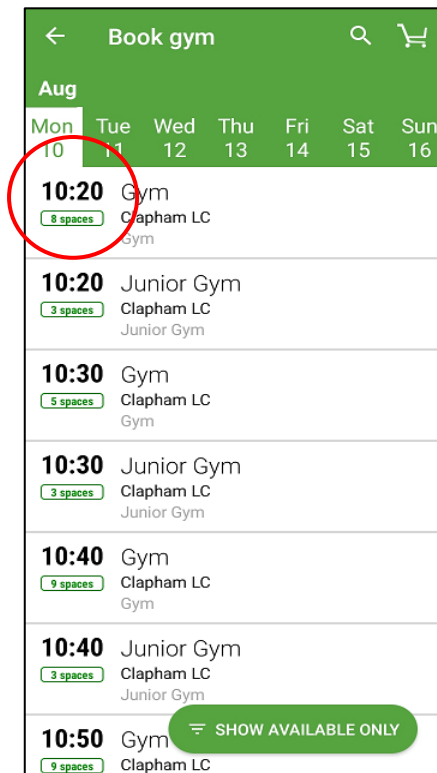 Book gym
Aug
Mon Tue Wed Thu Fri Sat Sun
10 11 12 13 14 15 16
10:20 Gym
8 spaces Clapham LC
Gym
10:20 Junior Gym
3 spaces Clapham LC
Junior Gym
10:30 Gym
5 spaces Clapham LC
Gym
10:30 Junior Gym
3 spaces Clapham LC
Junior Gym
10:40 Gym
9 spaces Clapham LC
Gym
10:40 Junior Gym
3 spaces Clapham LC
Junior Gym
SHOW AVAILABLE ONLY
10:50 Gym
9 spaces Clapham LC